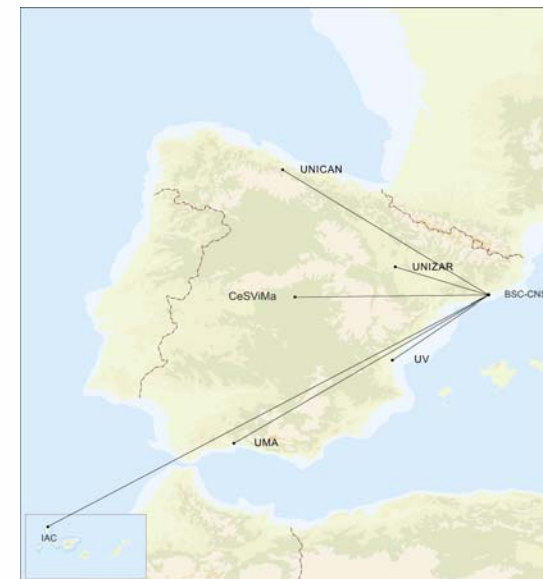 UNICAN
UNIZAR
CeSViMa
BSC-CNS
UV
UMA
IAC